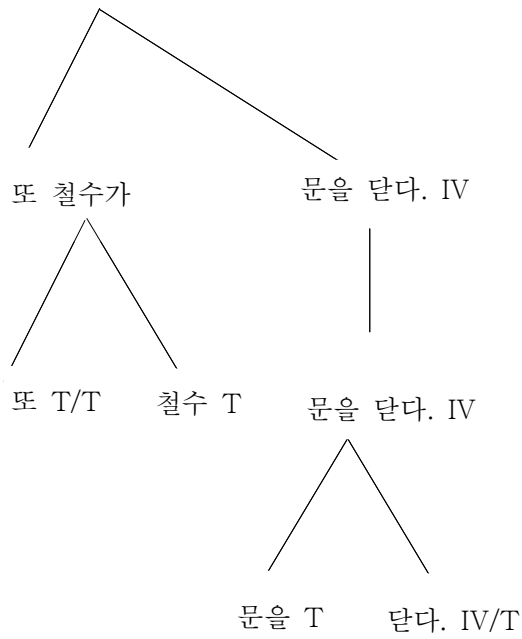 또 철수가 문을 닫다. IV
또 T/T 철수 T 문을 닫다. IV
문을 T 닫다. IV/T